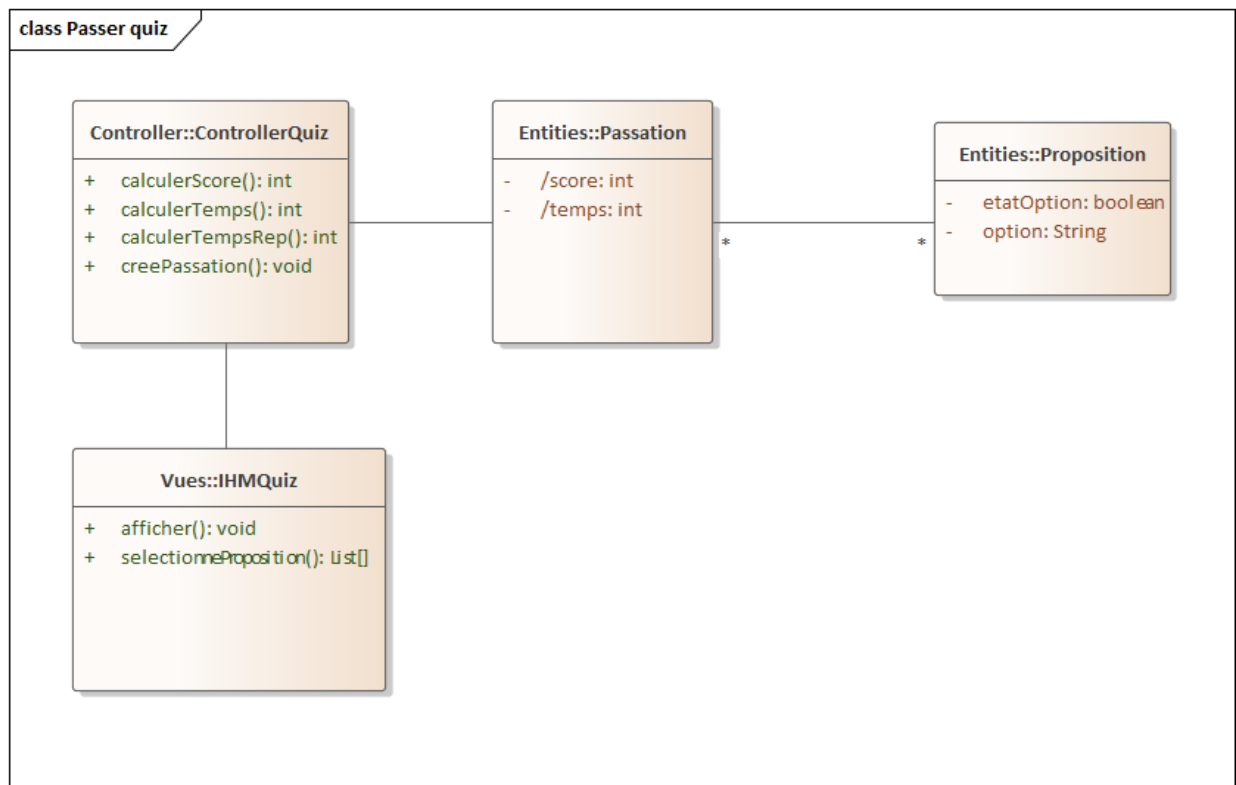 class Passer quiz
Controller::ControllerQuiz
+ calculerScore(): int
+ calculerTemps(): int
+ calculerTempsRep(): int
+ creePassation(): void
Entities::Passation
- /score: int
- /temps: int
* *
Entities::Proposition
- etatOption: boolean
- option: String
Vues::IHMQuiz
+ afficher(): void
+ selectionneProposition(): List[]